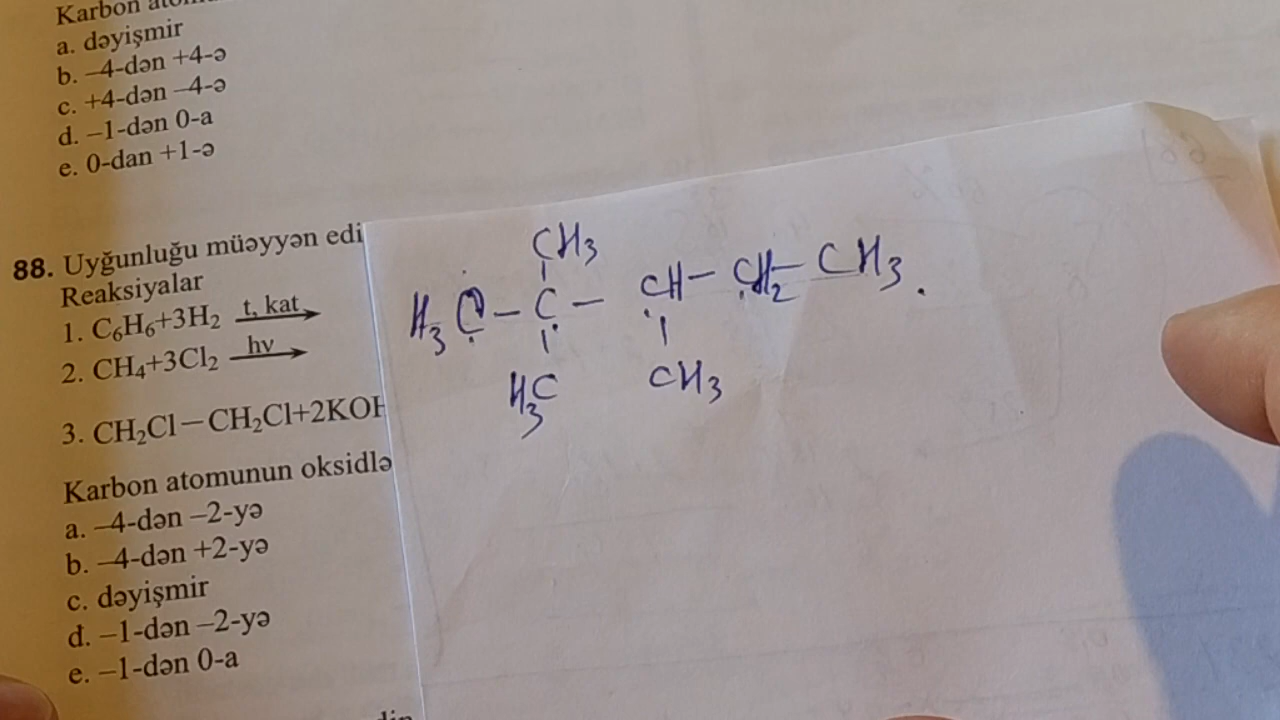 Karbon
a. dəyişmir
b. –4-dən +4-ə
c. +4-dən –4-ə
d. –1-dən 0-a
e. 0-dan +1-ə
88. Uyğunluğu müəyyən edi
Reaksiyalar
1. C₆H₆+3H₂ t, kat →
2. CH₄+3Cl₂ hv →
3. CH₂Cl–CH₂Cl+2KOH
Karbon atomunun oksidlə
a. –4-dən –2-yə
b. –4-dən +2-yə
c. dəyişmir
d. –1-dən –2-yə
e. –1-dən 0-a
CH₃
H₃C – C – CH – CH₂ – CH₃.
H₃C CH₃